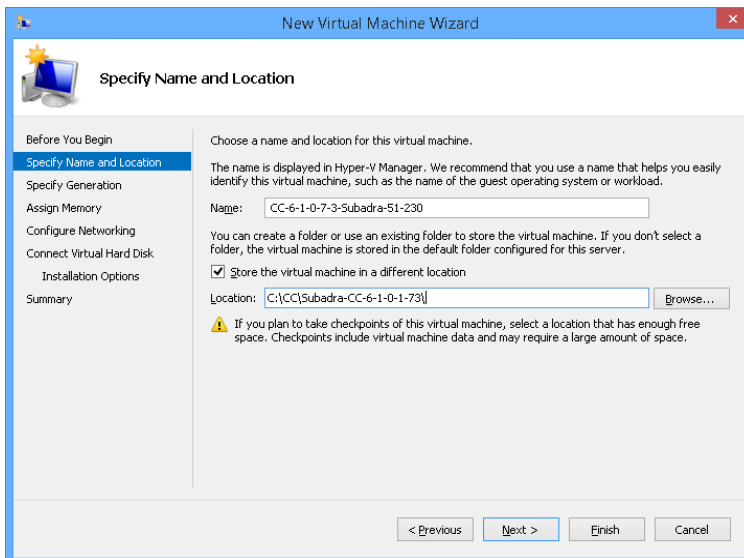 New Virtual Machine Wizard
Specify Name and Location
Before You Begin
Specify Name and Location
Specify Generation
Assign Memory
Configure Networking
Connect Virtual Hard Disk
Installation Options
Summary
Choose a name and location for this virtual machine.
The name is displayed in Hyper-V Manager. We recommend that you use a name that helps you easily
identify this virtual machine, such as the name of the guest operating system or workload.
Name: CC-6-1-0-7-3-Subadra-51-230
You can create a folder or use an existing folder to store the virtual machine. If you don't select a
folder, the virtual machine is stored in the default folder configured for this server.
Store the virtual machine in a different location
Location: C:\CC\Subadra-CC-6-1-0-1-73\ Browse...
If you plan to take checkpoints of this virtual machine, select a location that has enough free
space. Checkpoints include virtual machine data and may require a large amount of space.
< Previous Next > Finish Cancel